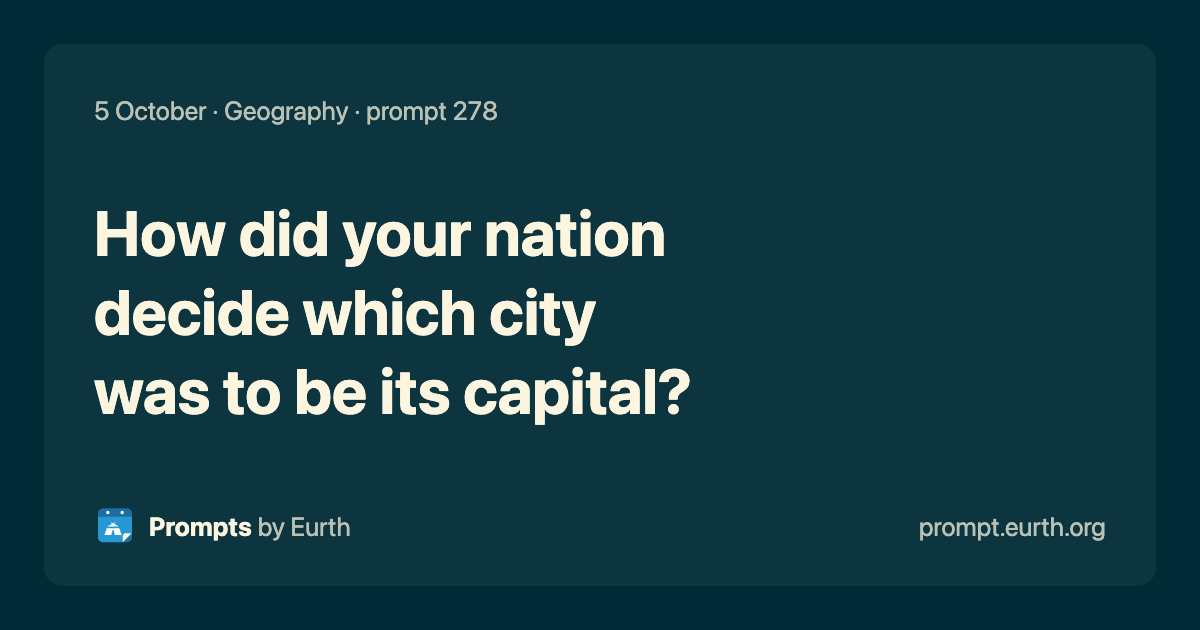 5 October · Geography · prompt 278
How did your nation
decide which city
was to be its capital?
Prompts by Eurth
prompt.eurth.org